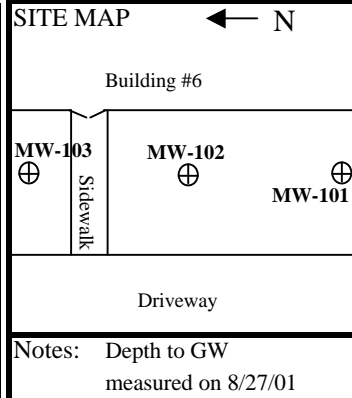 SITE MAP N
Building #6
MW-103
MW-102
MW-101
Sidewalk
Driveway
Notes: Depth to GW
measured on 8/27/01